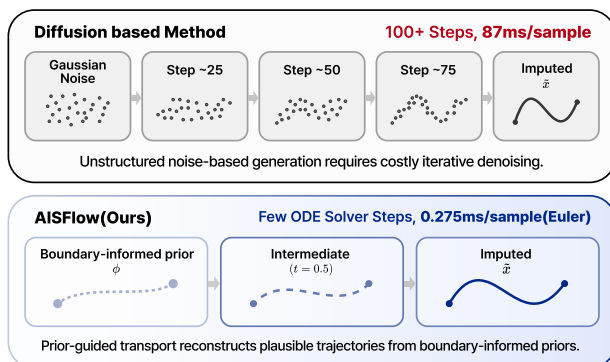 Diffusion based Method
100+ Steps, 87ms/sample
Gaussian
Noise
Step ~25
Step ~50
Step ~75
Imputed
x̃
Unstructured noise-based generation requires costly iterative denoising.
AISFlow(Ours)
Few ODE Solver Steps, 0.275ms/sample(Euler)
Boundary-informed prior
ϕ
Intermediate
(t = 0.5)
Imputed
x̃
Prior-guided transport reconstructs plausible trajectories from boundary-informed priors.